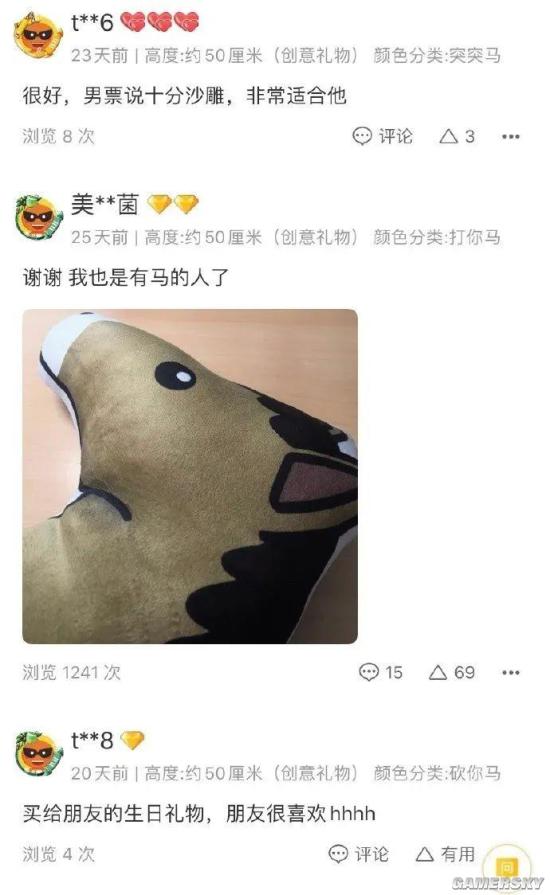 t**6
23天前 | 高度:约50厘米（创意礼物） 颜色分类:突突马
很好，男票说十分沙雕，非常适合他
浏览 8 次 评论 3
美**菌
25天前 | 高度:约50厘米（创意礼物） 颜色分类:打你马
谢谢 我也是有马的人了
浏览 1241 次 15 69
t**8
20天前 | 高度:约50厘米（创意礼物） 颜色分类:砍你马
买给朋友的生日礼物，朋友很喜欢hhhh
浏览 4 次 评论 有用
问
GAMERSKY